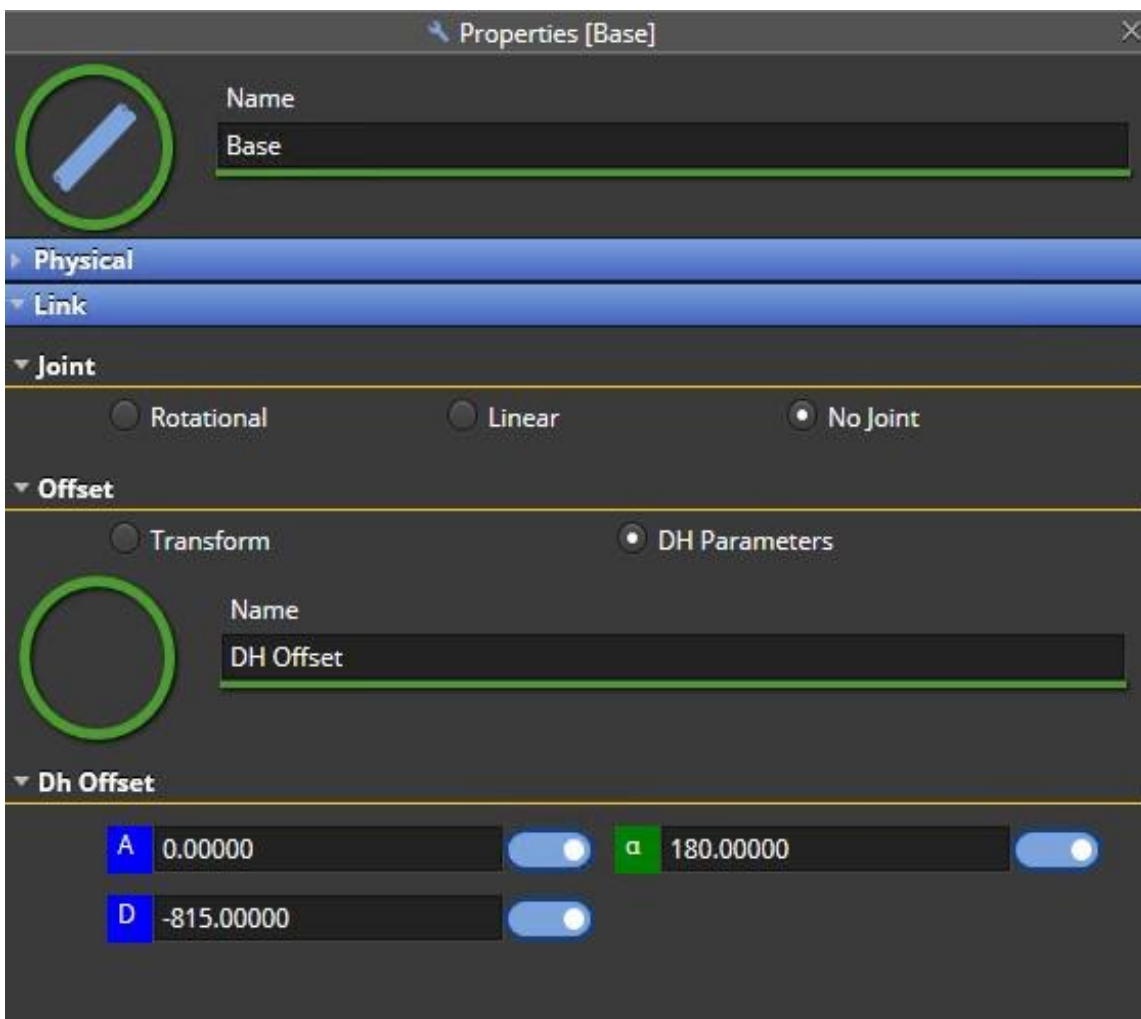 Properties [Base]
Name
Base
Physical
Link
Joint
Rotational Linear No Joint
Offset
Transform DH Parameters
Name
DH Offset
Dh Offset
A 0.00000 α 180.00000
D -815.00000